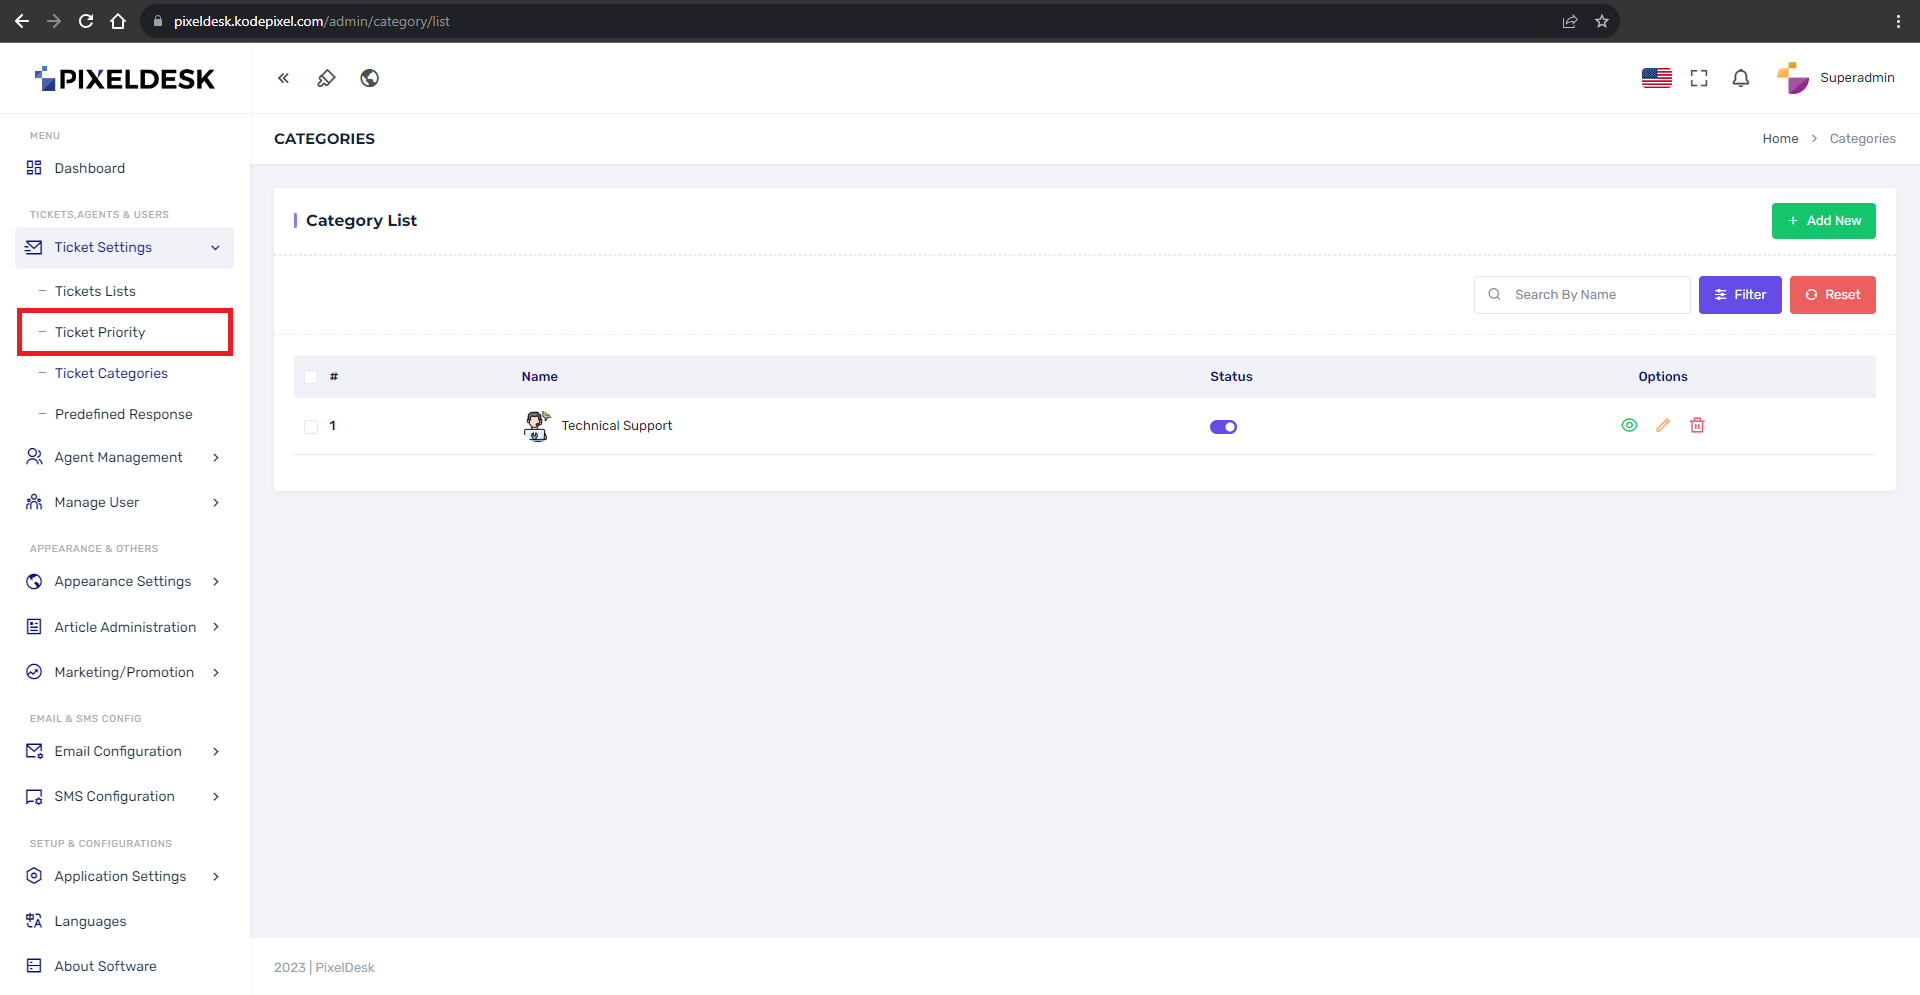 pixeldesk.kodepixel.com/admin/category/list
PIXELDESK
Superadmin
MENU
Dashboard
TICKETS,AGENTS & USERS
Ticket Settings
Tickets Lists
Ticket Priority
Ticket Categories
Predefined Response
Agent Management
Manage User
APPEARANCE & OTHERS
Appearance Settings
Article Administration
Marketing/Promotion
EMAIL & SMS CONFIG
Email Configuration
SMS Configuration
SETUP & CONFIGURATIONS
Application Settings
Languages
About Software
CATEGORIES
Home > Categories
Category List
+ Add New
Search By Name
Filter
Reset
# Name Status Options
1 Technical Support
2023 | PixelDesk